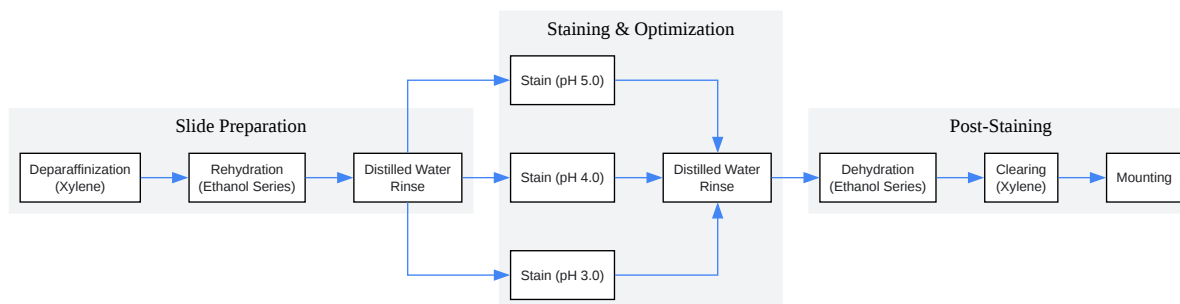 Slide Preparation
Deparaffinization
(Xylene)
Rehydration
(Ethanol Series)
Distilled Water
Rinse
Staining & Optimization
Stain (pH 5.0)
Stain (pH 4.0)
Stain (pH 3.0)
Distilled Water
Rinse
Post-Staining
Dehydration
(Ethanol Series)
Clearing
(Xylene)
Mounting